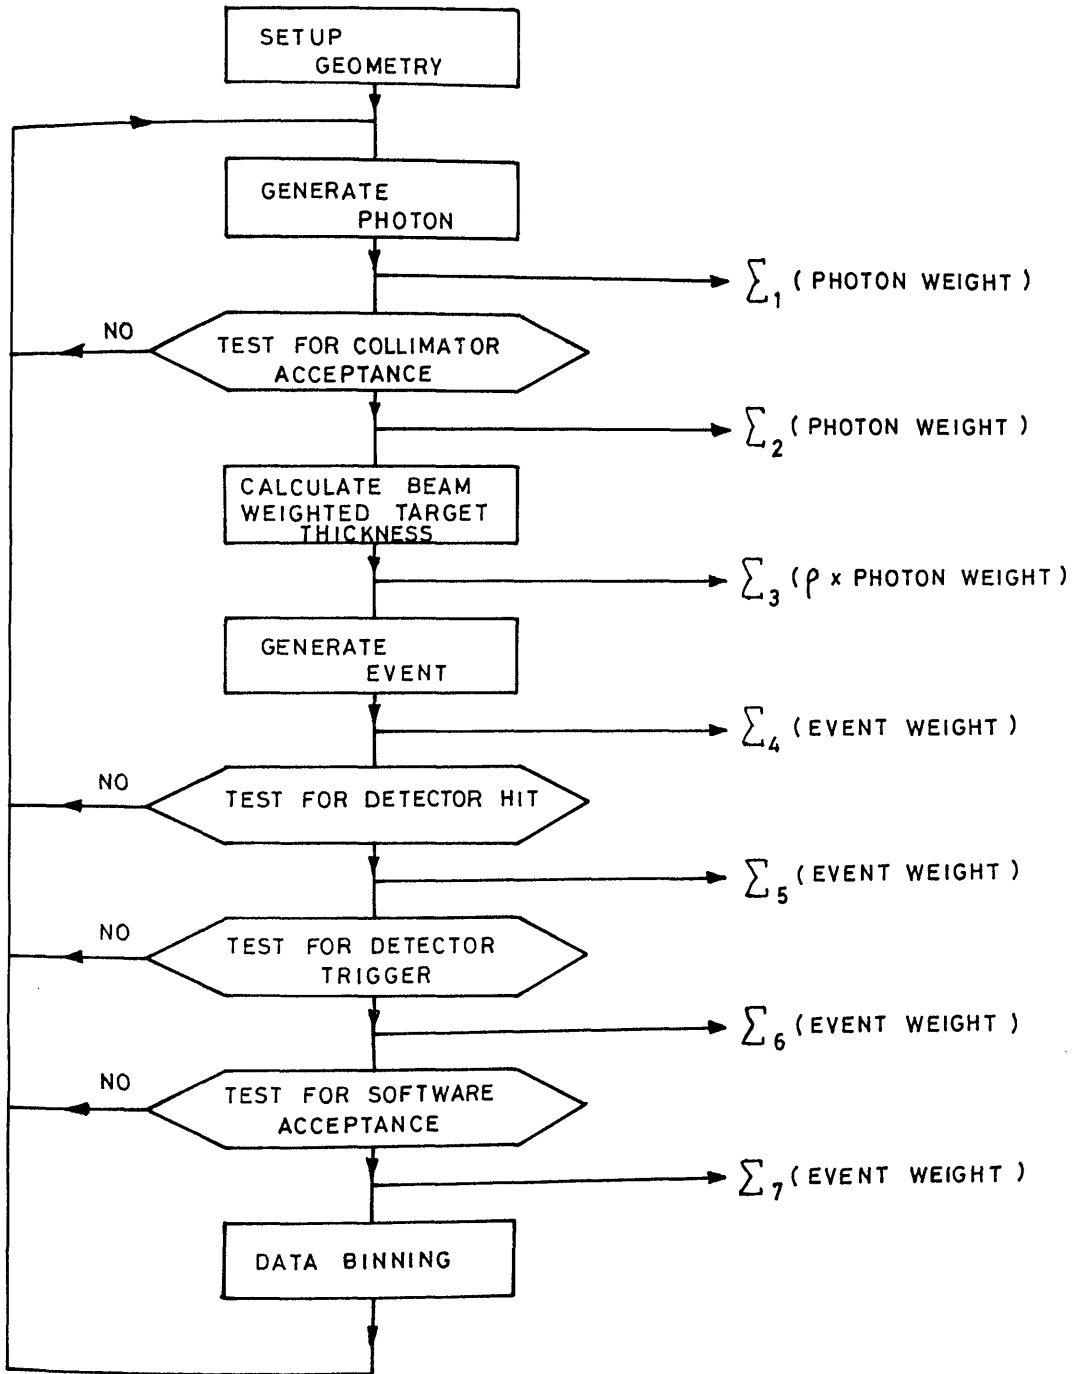 SETUP
GEOMETRY
GENERATE
PHOTON
∑1 (PHOTON WEIGHT)
NO
TEST FOR COLLIMATOR
ACCEPTANCE
∑2 (PHOTON WEIGHT)
CALCULATE BEAM
WEIGHTED TARGET
THICKNESS
∑3 (ρ x PHOTON WEIGHT)
GENERATE
EVENT
∑4 (EVENT WEIGHT)
NO
TEST FOR DETECTOR HIT
∑5 (EVENT WEIGHT)
NO
TEST FOR DETECTOR
TRIGGER
∑6 (EVENT WEIGHT)
NO
TEST FOR SOFTWARE
ACCEPTANCE
∑7 (EVENT WEIGHT)
DATA BINNING